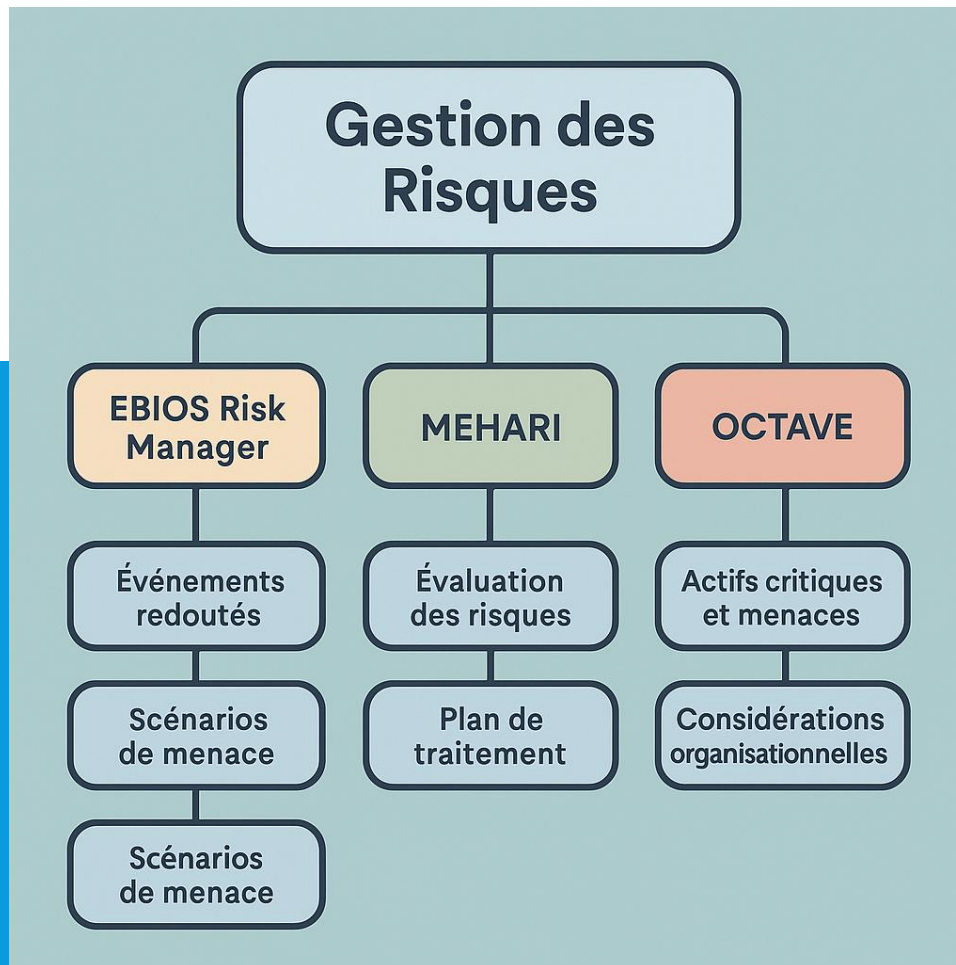 Gestion des
Risques
EBIOS Risk
Manager
MEHARI
OCTAVE
Événements
redoutés
Évaluation
des risques
Actifs critiques
et menaces
Scénarios
de menace
Plan de
traitement
Considérations
organisationnelles
Scénarios
de menace